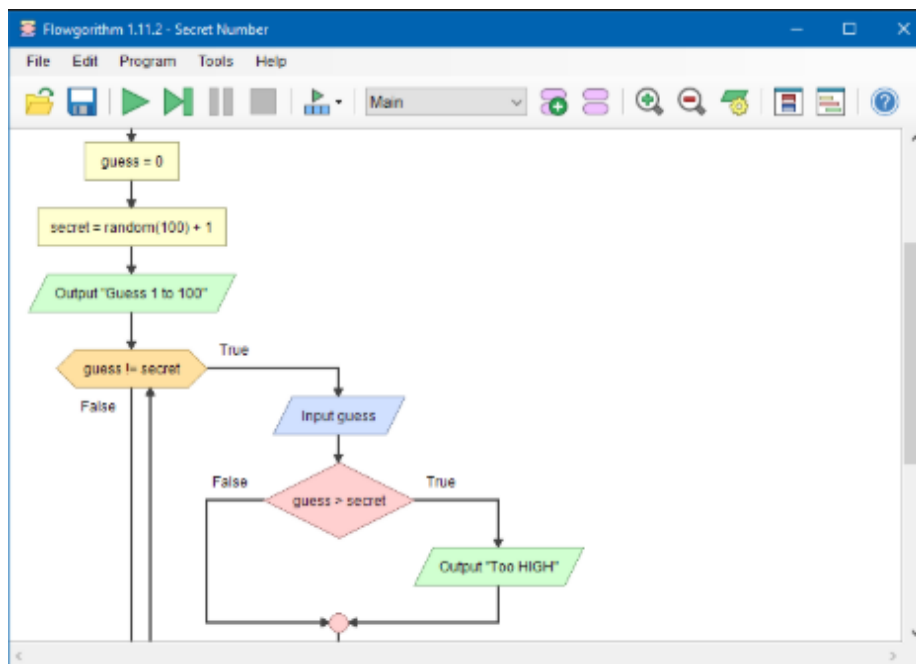 Flowgorithm 1.11.2 - Secret Number
File Edit Program Tools Help
Main
guess = 0
secret = random(100) + 1
Output "Guess 1 to 100"
guess != secret
True
False
Input guess
guess > secret
False
True
Output "Too HIGH"